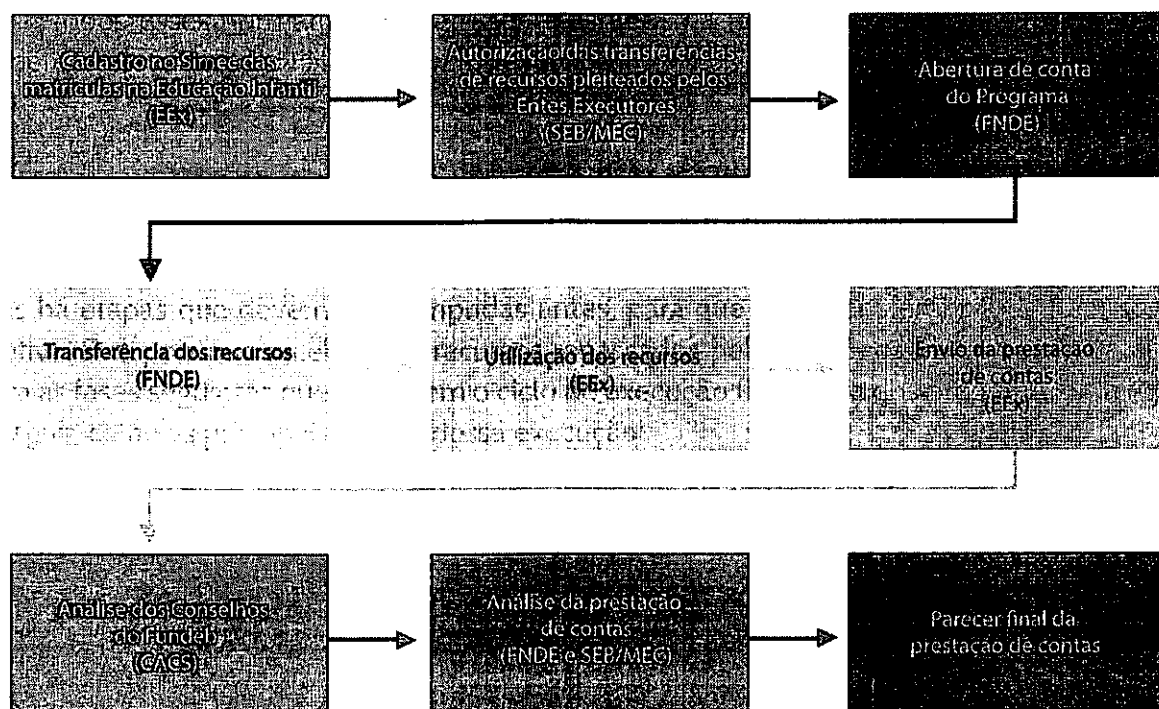 Cadastro no Simec das
matrículas na Educação Infantil
(EEx)
Autorização das transferências
de recursos pleiteados pelos
Entes Executores
(SEB/MEC)
Abertura de conta
do Programa
(FNDE)
Transferência dos recursos
(FNDE)
Utilização dos recursos
(EEx)
Envio da prestação
de contas
(EEx)
Análise dos Conselhos
do Fundeb
(CACS)
Análise da prestação
de contas
(FNDE e SEB/MEC)
Parecer final da
prestação de contas